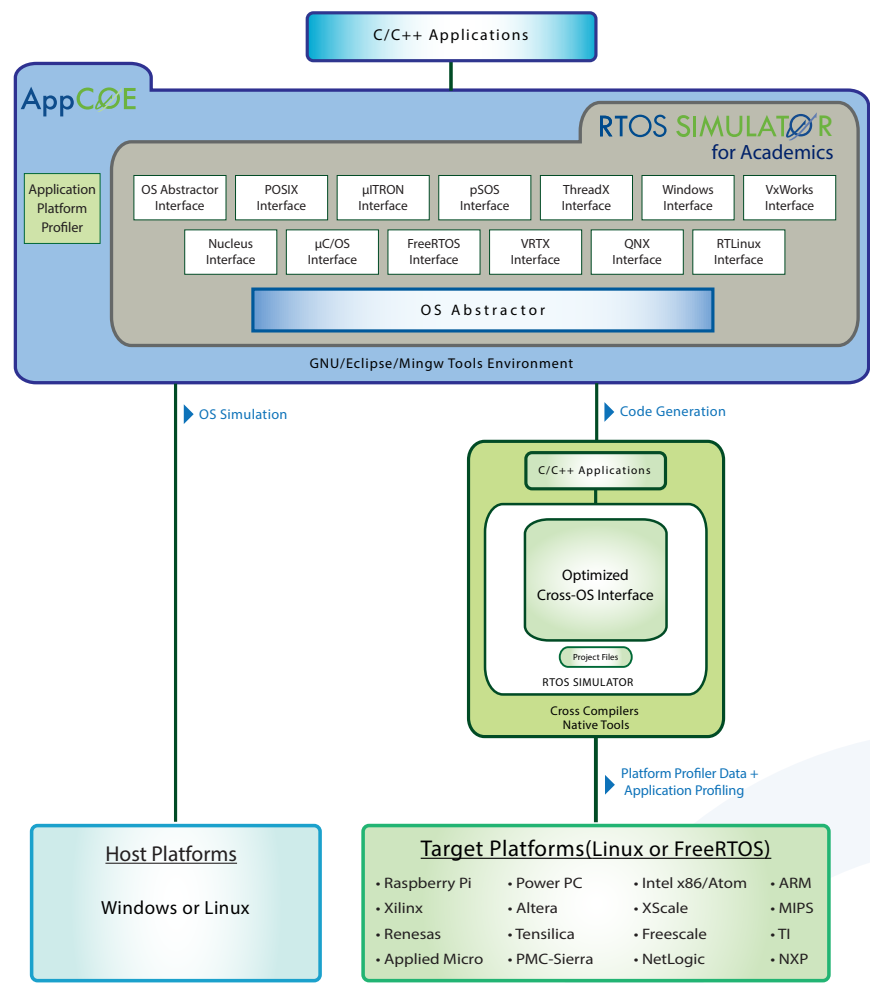 C/C++ Applications
AppCOE
RTOS SIMULATOR
for Academics
Application
Platform
Profiler
OS Abstractor
Interface
POSIX
Interface
µITRON
Interface
pSOS
Interface
ThreadX
Interface
Windows
Interface
VxWorks
Interface
Nucleus
Interface
µC/OS
Interface
FreeRTOS
Interface
VRTX
Interface
QNX
Interface
RTLinux
Interface
OS Abstractor
GNU/Eclipse/Mingw Tools Environment
OS Simulation
Code Generation
C/C++ Applications
Optimized
Cross-OS Interface
Project Files
RTOS SIMULATOR
Cross Compilers
Native Tools
Platform Profiler Data +
Application Profiling
Host Platforms
Windows or Linux
Target Platforms(Linux or FreeRTOS)
• Raspberry Pi
• Xilinx
• Renesas
• Applied Micro
• Power PC
• Altera
• Tensilica
• PMC-Sierra
• Intel x86/Atom
• XScale
• Freescale
• NetLogic
• ARM
• MIPS
• TI
• NXP